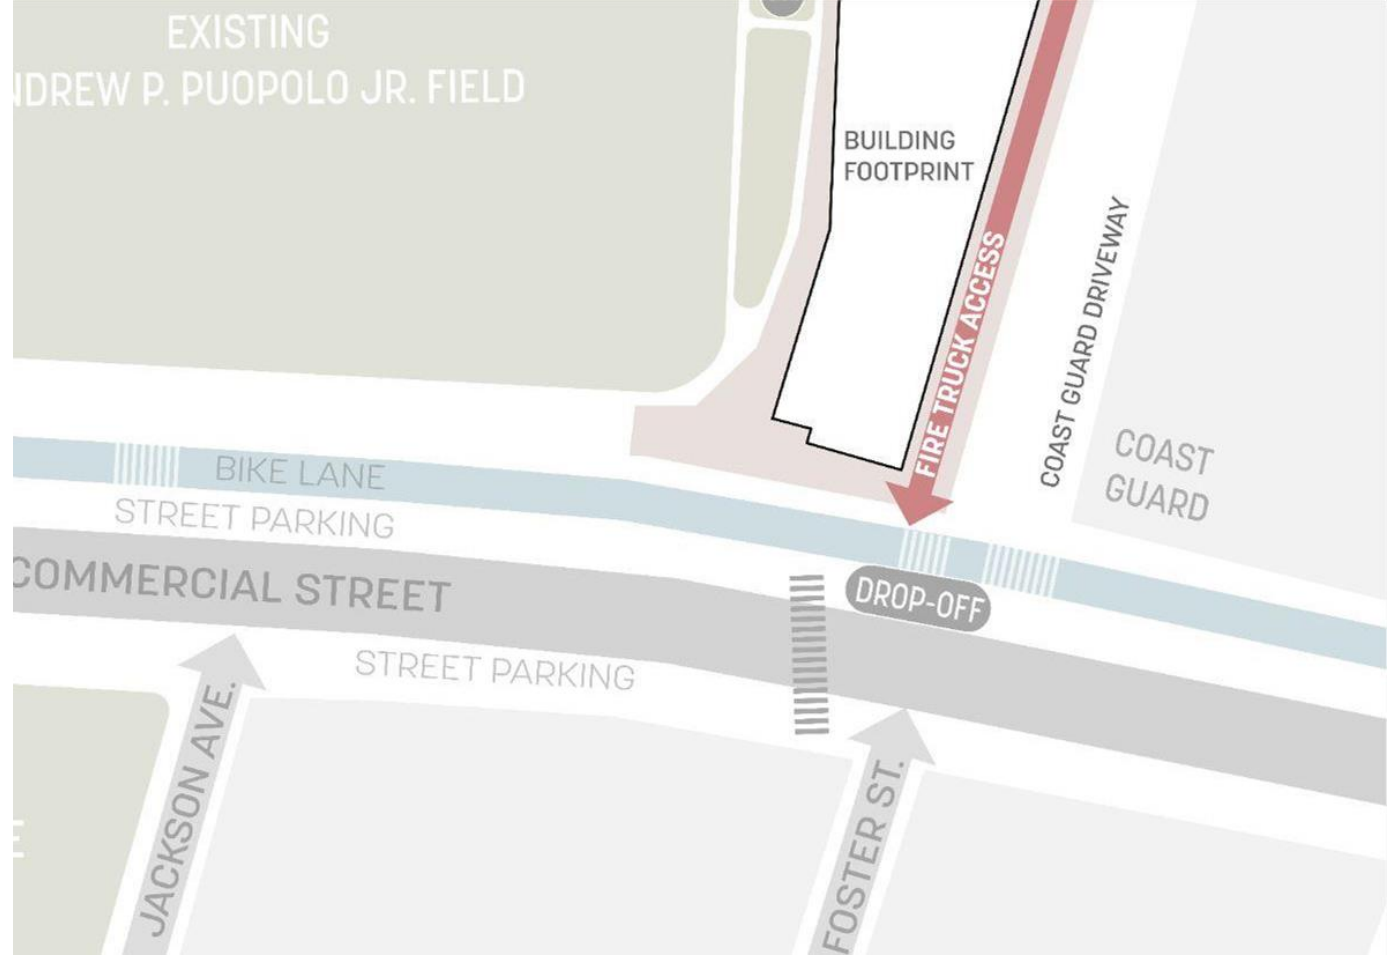 EXISTING
NDREW P. PUOPOLO JR. FIELD
BUILDING
FOOTPRINT
FIRE TRUCK ACCESS
COAST GUARD DRIVEWAY
COAST
GUARD
BIKE LANE
STREET PARKING
COMMERCIAL STREET
DROP-OFF
STREET PARKING
JACKSON AVE.
FOSTER ST.
E